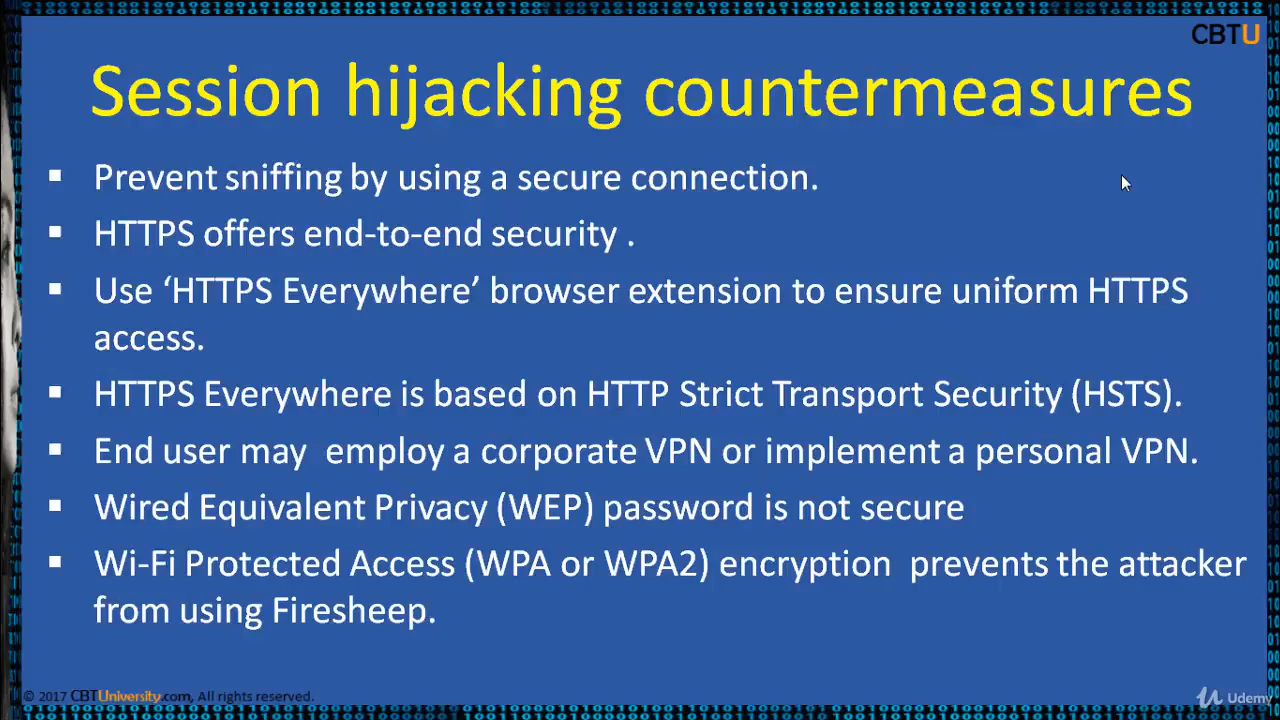 CBTU
Session hijacking countermeasures
▪ Prevent sniffing by using a secure connection.
▪ HTTPS offers end-to-end security .
▪ Use ‘HTTPS Everywhere’ browser extension to ensure uniform HTTPS
access.
▪ HTTPS Everywhere is based on HTTP Strict Transport Security (HSTS).
▪ End user may  employ a corporate VPN or implement a personal VPN.
▪ Wired Equivalent Privacy (WEP) password is not secure
▪ Wi-Fi Protected Access (WPA or WPA2) encryption  prevents the attacker
from using Firesheep.
© 2017 CBTUniversity.com, All rights reserved.
Udemy